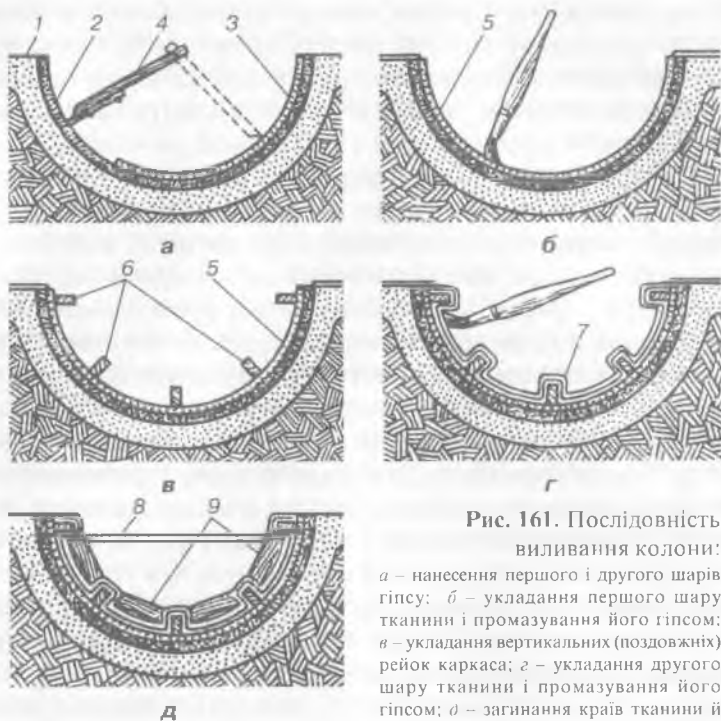 1 2 4 3
5
а
б
6 5
7
в
г
8 9
д
Рис. 161. Послідовність
виливання колони:
а – нанесення першого і другого шарів
гіпсу; б – укладання першого шару
тканини і промазування його гіпсом;
в – укладання вертикальних (поздовжніх)
рейок каркаса; г – укладання другого
шару тканини і промазування його
гіпсом; д – загинання країв тканини й